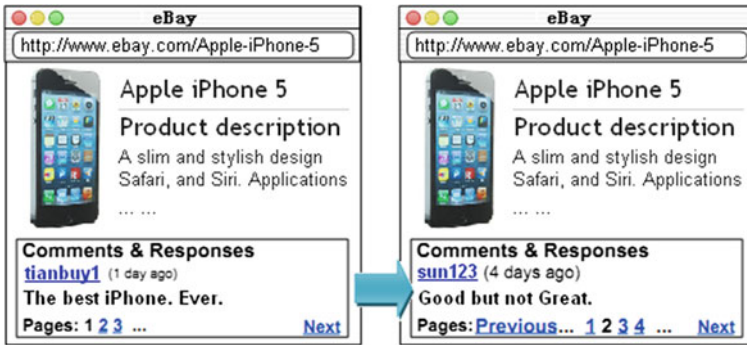 eBay
http://www.ebay.com/Apple-iPhone-5
Apple iPhone 5
Product description
A slim and stylish design
Safari, and Siri. Applications
... ...
Comments & Responses
tianbuy1 (1 day ago)
The best iPhone. Ever.
Pages: 1 2 3 ... Next
eBay
http://www.ebay.com/Apple-iPhone-5
Apple iPhone 5
Product description
A slim and stylish design
Safari, and Siri. Applications
... ...
Comments & Responses
sun123 (4 days ago)
Good but not Great.
Pages: Previous... 1 2 3 4 ... Next